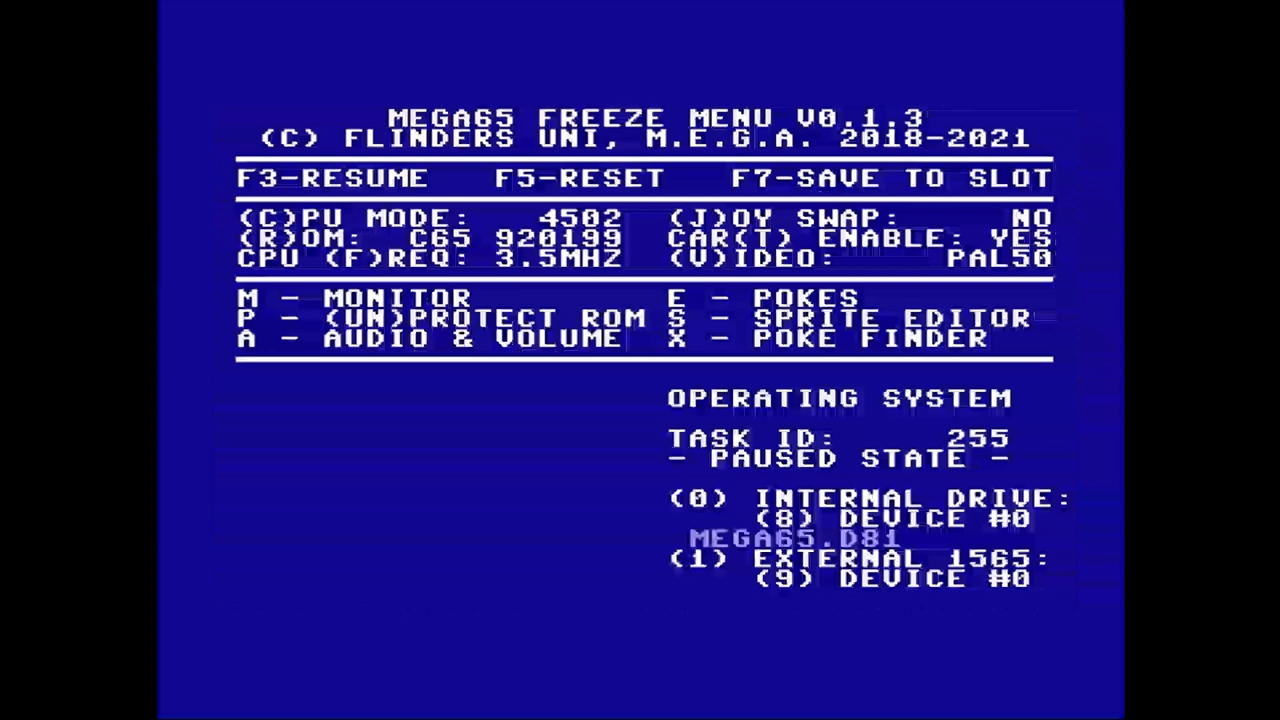 MEGA65 FREEZE MENU V0.1.3
(C) FLINDERS UNI, M.E.G.A. 2018-2021
F3-RESUME F5-RESET F7-SAVE TO SLOT
(C)PU MODE: 4502 (J)OY SWAP: NO
(R)OM: C65 920199 CAR(T) ENABLE: YES
CPU (F)REQ: 3.5MHZ (V)IDEO: PAL50
M - MONITOR E - POKES
P - (UN)PROTECT ROM S - SPRITE EDITOR
A - AUDIO & VOLUME X - POKE FINDER
OPERATING SYSTEM
TASK ID: 255
- PAUSED STATE -
(0) INTERNAL DRIVE:
(8) DEVICE #0
MEGA65.D81
(1) EXTERNAL 1565:
(9) DEVICE #0